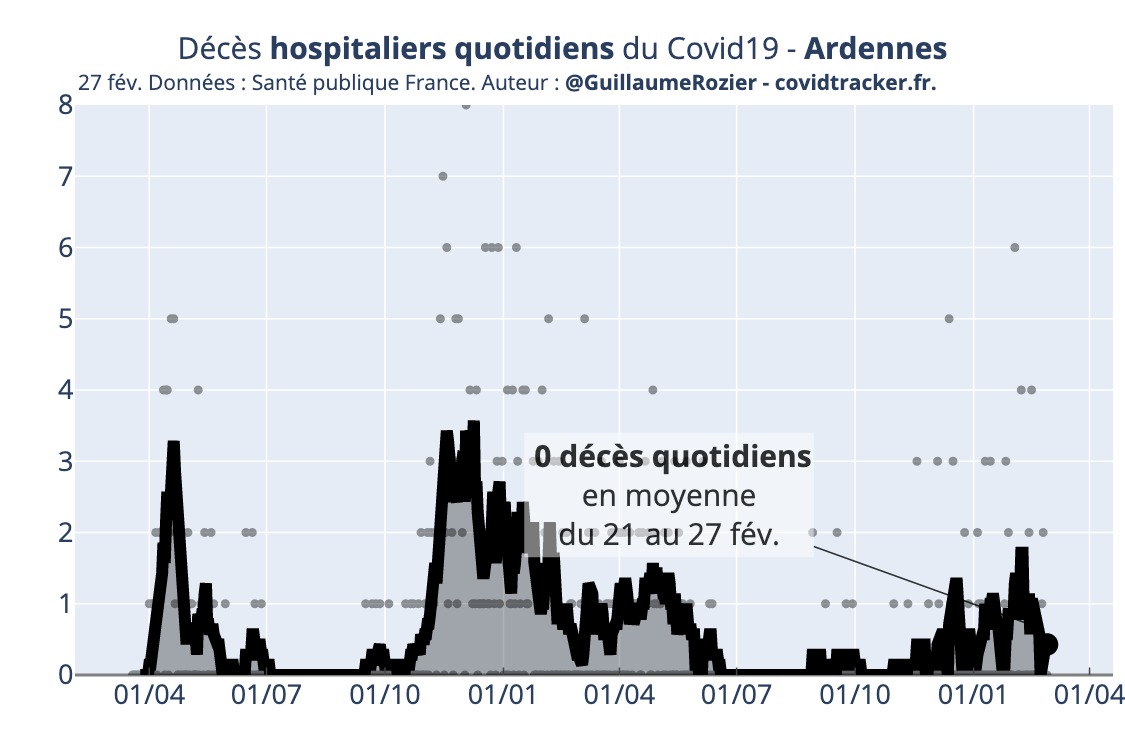 Décès hospitaliers quotidiens du Covid19 - Ardennes
27 fév. Données : Santé publique France. Auteur : @GuillaumeRozier - covidtracker.fr.
8
7
6
5
4
3
2
1
0
0 décès quotidiens
en moyenne
du 21 au 27 fév.
01/04 01/07 01/10 01/01 01/04 01/07 01/10 01/01 01/04